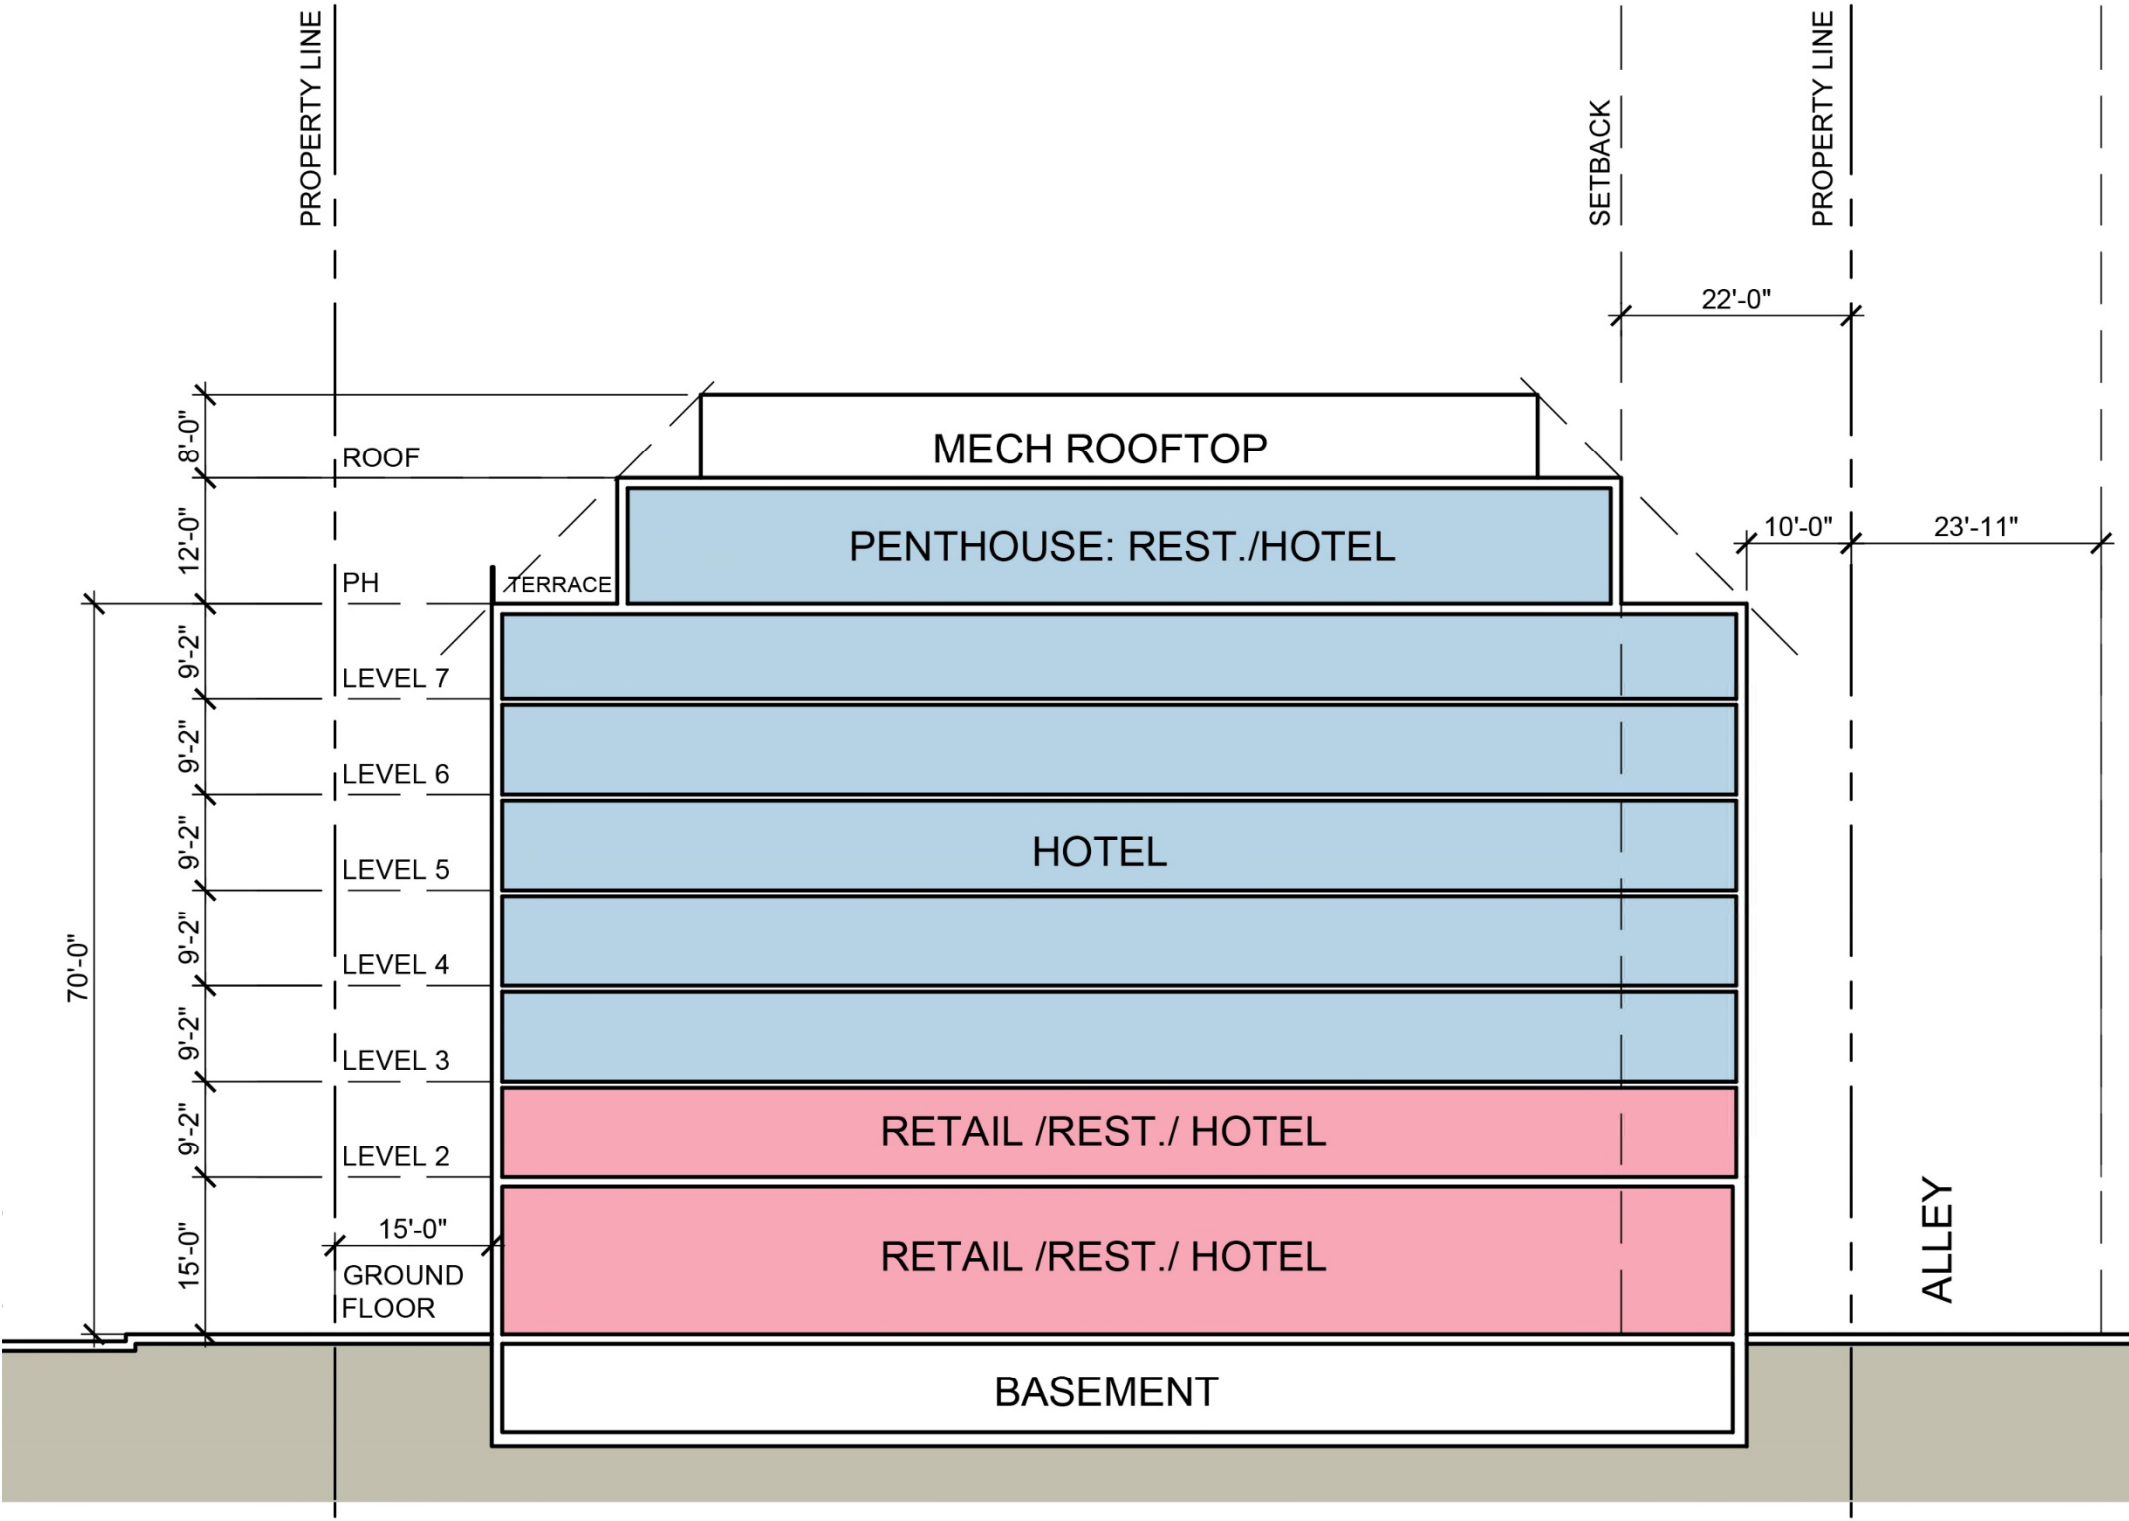 PROPERTY LINE
SETBACK
PROPERTY LINE
22'-0"
8'-0"
ROOF
MECH ROOFTOP
12'-0"
PH
TERRACE
PENTHOUSE: REST./HOTEL
10'-0"
23'-11"
9'-2"
LEVEL 7
9'-2"
LEVEL 6
9'-2"
LEVEL 5
HOTEL
70'-0"
9'-2"
LEVEL 4
9'-2"
LEVEL 3
9'-2"
LEVEL 2
RETAIL /REST./ HOTEL
15'-0"
15'-0"
GROUND
FLOOR
RETAIL /REST./ HOTEL
ALLEY
BASEMENT